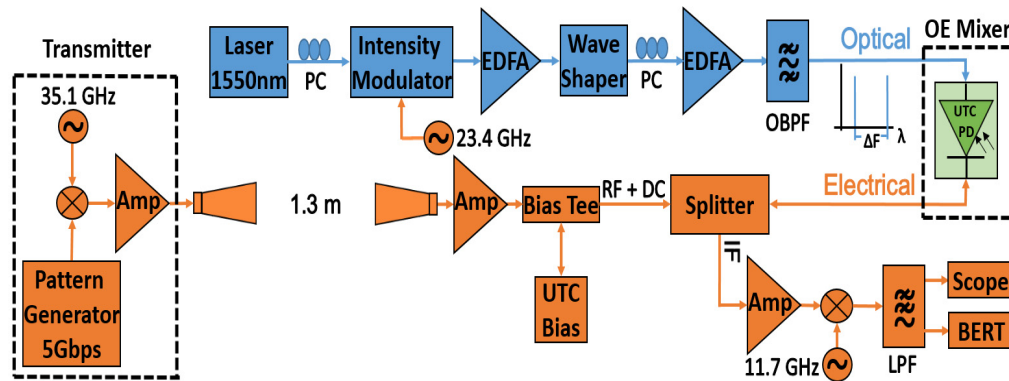 Transmitter
35.1 GHz
Amp
Pattern
Generator
5Gbps
1.3 m
Laser
1550nm
PC
Intensity
Modulator
23.4 GHz
EDFA
Wave
Shaper
PC
EDFA
OBPF
Optical
ΔF
λ
OE Mixer
UTC
PD
Electrical
Amp
Bias Tee
RF + DC
Splitter
UTC
Bias
IF
Amp
11.7 GHz
LPF
Scope
BERT